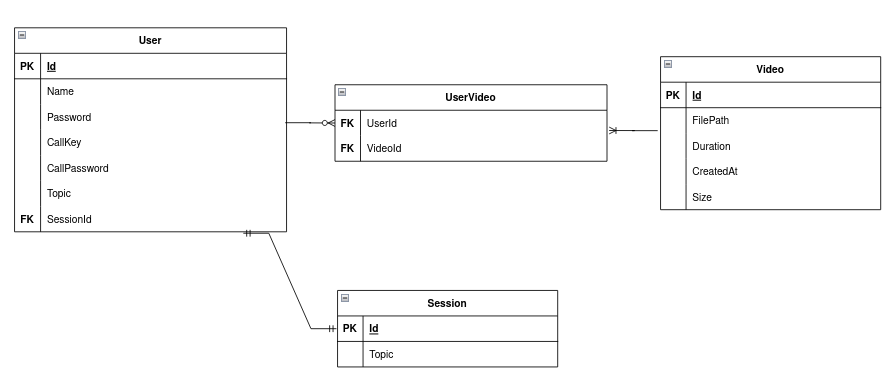 User
PK Id
Name
Password
CallKey
CallPassword
Topic
FK SessionId
UserVideo
FK UserId
FK VideoId
Video
PK Id
FilePath
Duration
CreatedAt
Size
Session
PK Id
Topic